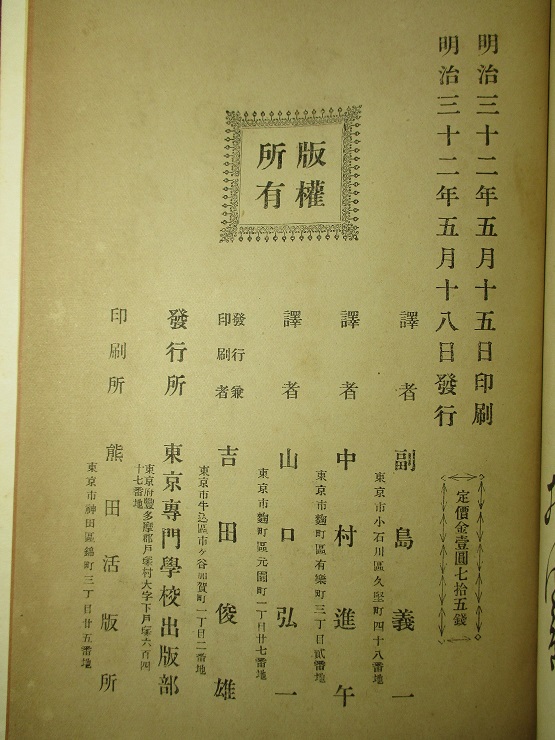 明治三十二年五月十五日印刷
明治三十二年五月十八日發行
定價金壹圓七拾五錢
版權
所有
譯者 副島義一
東京市小石川區久堅町四十八番地
譯者 中村進午
東京市麴町區有樂町三丁目貳番地
譯者 山口弘一
東京市麴町區元園町一丁目廿七番地
發行兼
印刷者 吉田俊雄
東京市牛込區市ヶ谷加賀町一丁目二番地
發行所 東京專門學校出版部
東京府豐多摩郡戶塚村大字下戶塚六百四
十七番地
印刷所 熊田活版所
東京市神田區錦町三丁目廿五番地